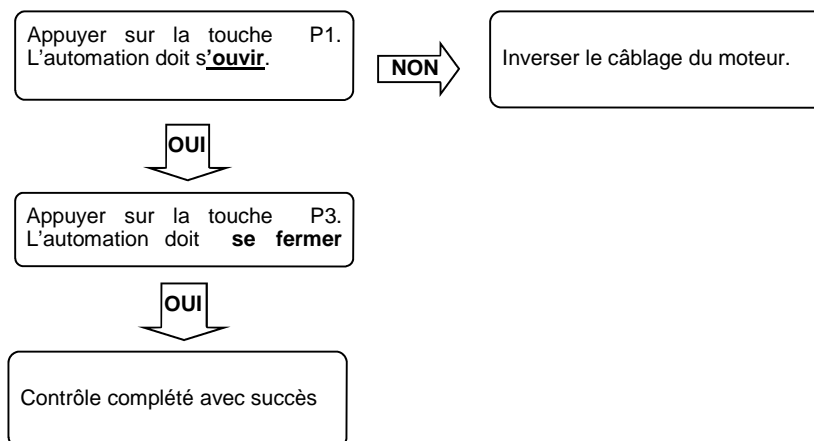 Appuyer sur la touche P1.
L'automation doit s'ouvrir.
NON
Inverser le câblage du moteur.
OUI
Appuyer sur la touche P3.
L'automation doit se fermer
OUI
Contrôle complété avec succès